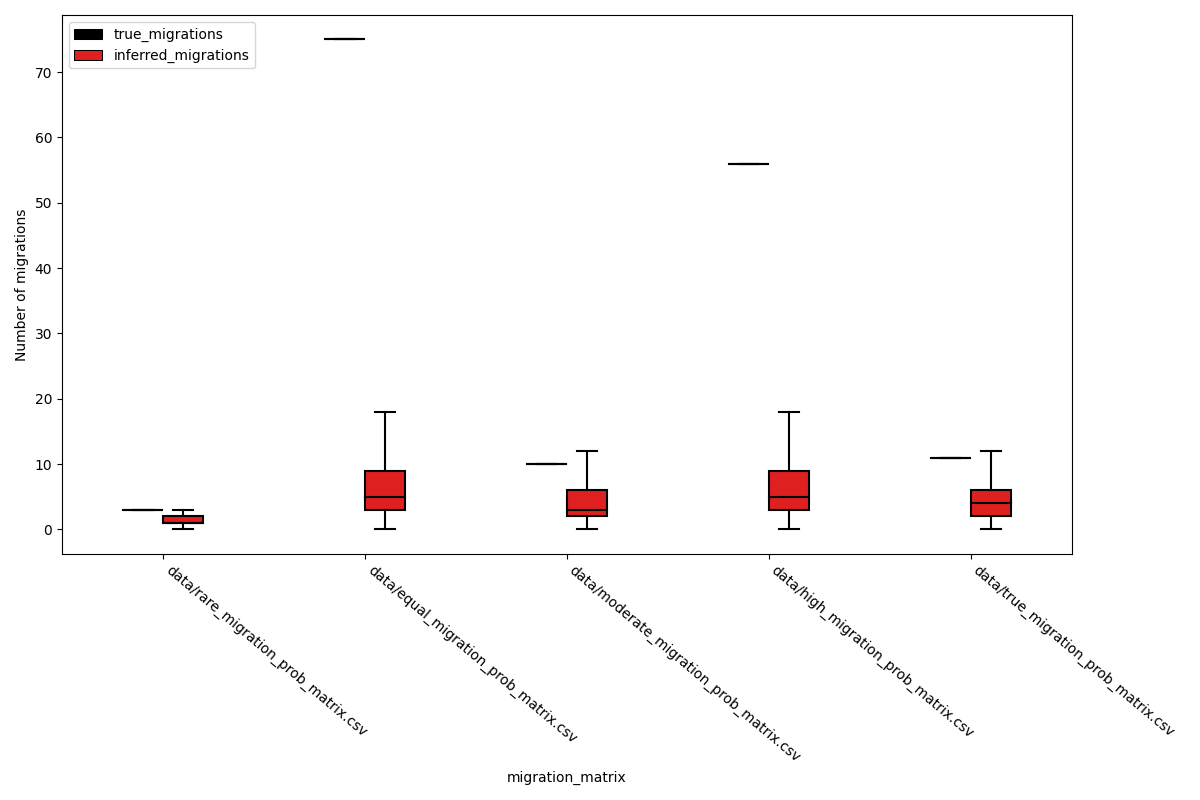 true_migrations
inferred_migrations
70
60
50
40
30
20
10
0
Number of migrations
data/rare_migration_prob_matrix.csv
data/equal_migration_prob_matrix.csv
data/moderate_migration_prob_matrix.csv
data/high_migration_prob_matrix.csv
data/true_migration_prob_matrix.csv
migration_matrix